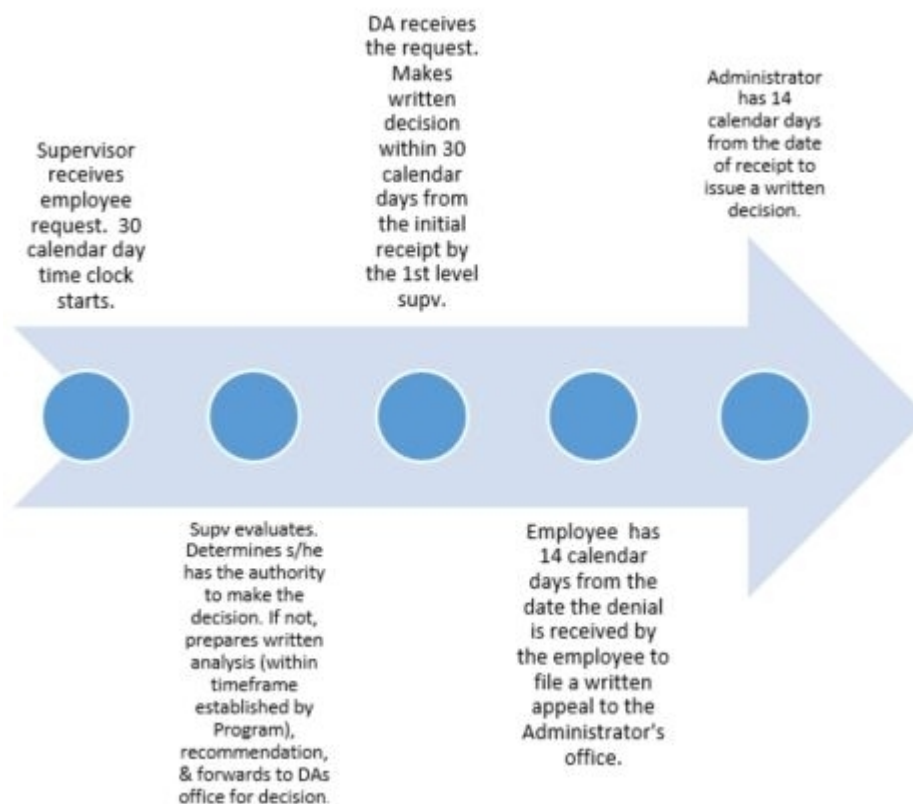 Supervisor
receives
employee
request.  30
calendar day
time clock
starts.
Supv evaluates.
Determines s/he
has the authority
to make the
decision. If not,
prepares written
analysis (within
timeframe
established by
Program),
recommendation,
& forwards to DAs
office for decision
DA receives
the request.
Makes
written
decision
within 30
calendar
days from
the initial
receipt by
the 1st level
supv.
Employee  has
14 calendar
days from the
date the denial
is received by
the employee to
file a written
appeal to the
Administrator's
office.
Administrator
has 14
calendar days
from the date
of receipt to
issue a written
decision.